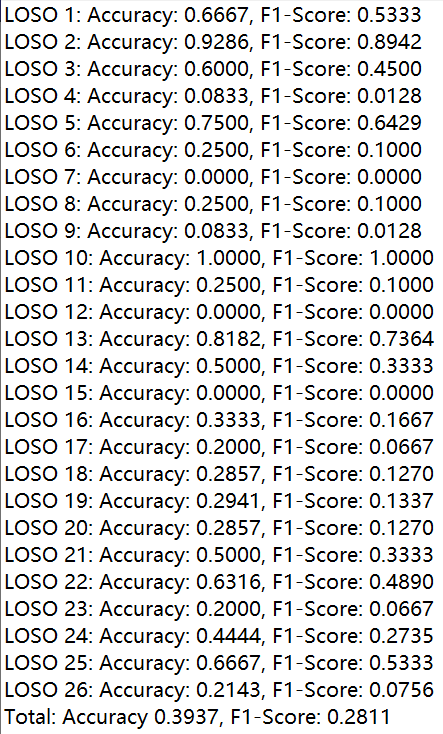 LOSO 1: Accuracy: 0.6667, F1-Score: 0.5333
LOSO 2: Accuracy: 0.9286, F1-Score: 0.8942
LOSO 3: Accuracy: 0.6000, F1-Score: 0.4500
LOSO 4: Accuracy: 0.0833, F1-Score: 0.0128
LOSO 5: Accuracy: 0.7500, F1-Score: 0.6429
LOSO 6: Accuracy: 0.2500, F1-Score: 0.1000
LOSO 7: Accuracy: 0.0000, F1-Score: 0.0000
LOSO 8: Accuracy: 0.2500, F1-Score: 0.1000
LOSO 9: Accuracy: 0.0833, F1-Score: 0.0128
LOSO 10: Accuracy: 1.0000, F1-Score: 1.0000
LOSO 11: Accuracy: 0.2500, F1-Score: 0.1000
LOSO 12: Accuracy: 0.0000, F1-Score: 0.0000
LOSO 13: Accuracy: 0.8182, F1-Score: 0.7364
LOSO 14: Accuracy: 0.5000, F1-Score: 0.3333
LOSO 15: Accuracy: 0.0000, F1-Score: 0.0000
LOSO 16: Accuracy: 0.3333, F1-Score: 0.1667
LOSO 17: Accuracy: 0.2000, F1-Score: 0.0667
LOSO 18: Accuracy: 0.2857, F1-Score: 0.1270
LOSO 19: Accuracy: 0.2941, F1-Score: 0.1337
LOSO 20: Accuracy: 0.2857, F1-Score: 0.1270
LOSO 21: Accuracy: 0.5000, F1-Score: 0.3333
LOSO 22: Accuracy: 0.6316, F1-Score: 0.4890
LOSO 23: Accuracy: 0.2000, F1-Score: 0.0667
LOSO 24: Accuracy: 0.4444, F1-Score: 0.2735
LOSO 25: Accuracy: 0.6667, F1-Score: 0.5333
LOSO 26: Accuracy: 0.2143, F1-Score: 0.0756
Total: Accuracy 0.3937, F1-Score: 0.2811